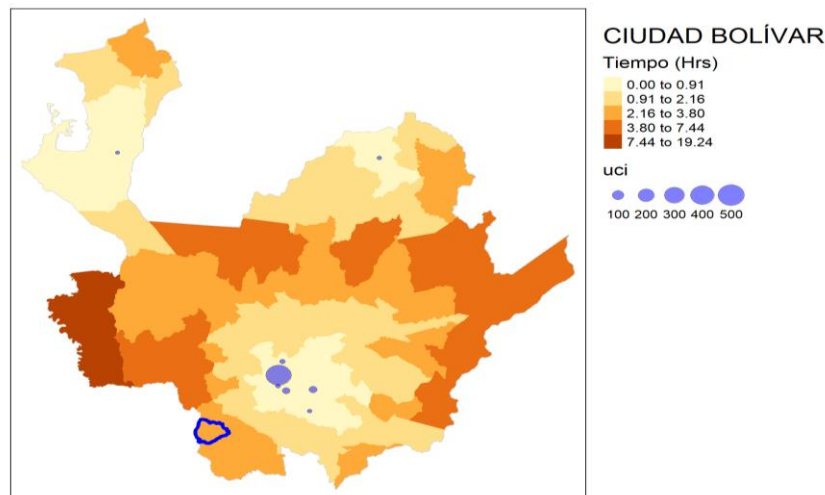 CIUDAD BOLÍVAR
Tiempo (Hrs)
0.00 to 0.91
0.91 to 2.16
2.16 to 3.80
3.80 to 7.44
7.44 to 19.24
uci
100 200 300 400 500